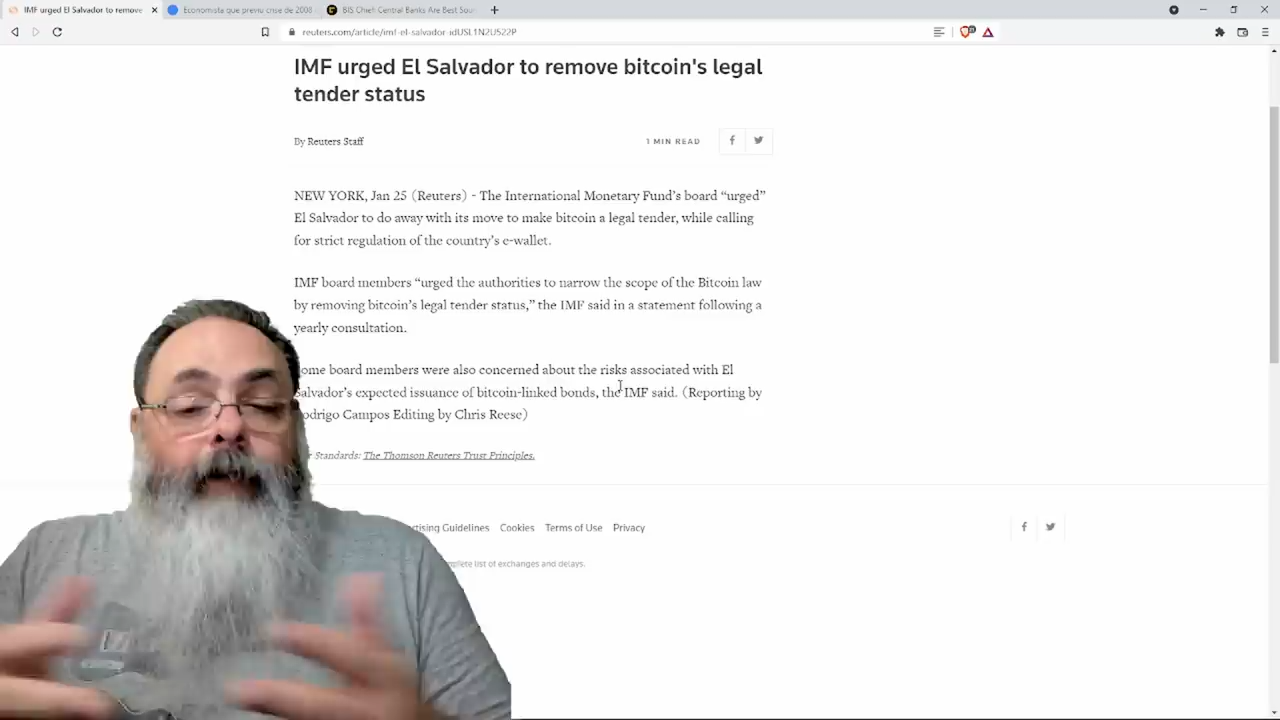 IMF urged El Salvador to remove
Economista que previu crise de 2008
BIS Chief: Central Banks Are Best
reuters.com/article/imf-el-salvador-idUSL1N2U522P
IMF urged El Salvador to remove bitcoin's legal
tender status
By Reuters Staff
1 MIN READ
NEW YORK, Jan 25 (Reuters) - The International Monetary Fund's board “urged”
El Salvador to do away with its move to make bitcoin a legal tender, while calling
for strict regulation of the country's e-wallet.
IMF board members “urged the authorities to narrow the scope of the Bitcoin law
by removing bitcoin's legal tender status,” the IMF said in a statement following a
yearly consultation.
ome board members were also concerned about the risks associated with El
alvador's expected issuance of bitcoin-linked bonds, the IMF said. (Reporting by
odrigo Campos Editing by Chris Reese)
r Standards: The Thomson Reuters Trust Principles.
rtising Guidelines Cookies Terms of Use Privacy
mplete list of exchanges and delays.